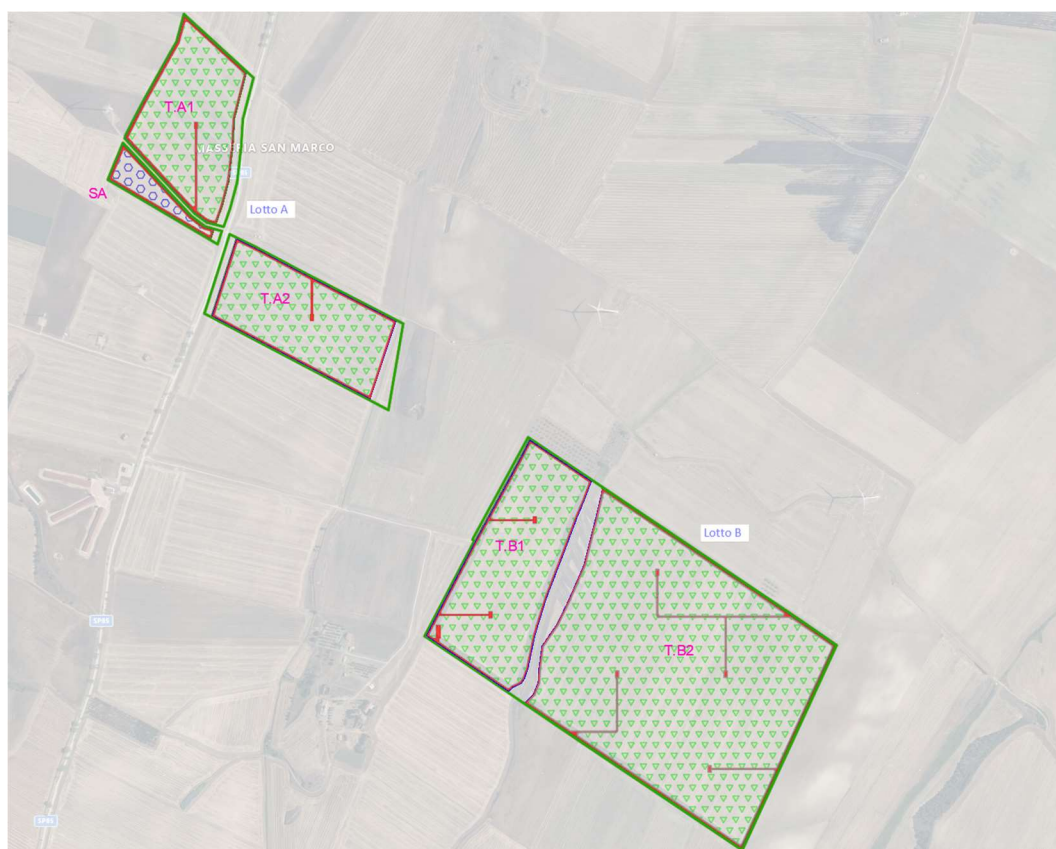 T.A1
MASSERIA SAN MARCO
SA
Lotto A
T.A2
Lotto B
T.B1
T.B2
SP85